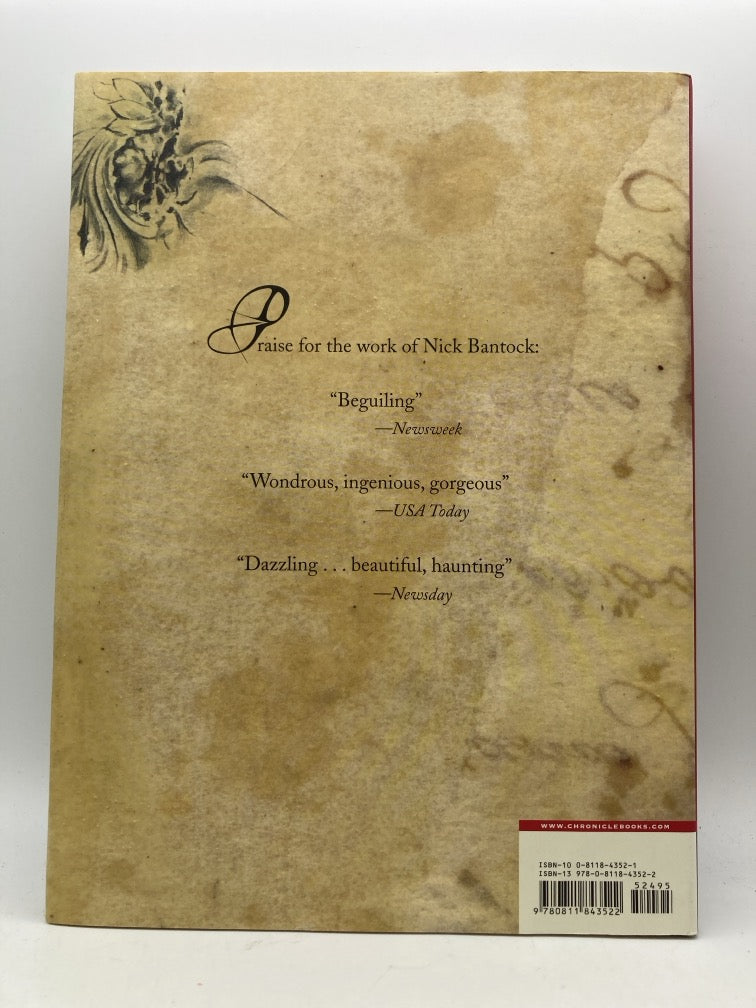 Praise for the work of Nick Bantock:
“Beguiling”
—Newsweek
“Wondrous, ingenious, gorgeous”
—USA Today
“Dazzling . . . beautiful, haunting”
—Newsday
WWW.CHRONICLEBOOKS.COM
ISBN-10 0-8118-4352-1
ISBN-13 978-0-8118-4352-2
52495
9 780811 843522